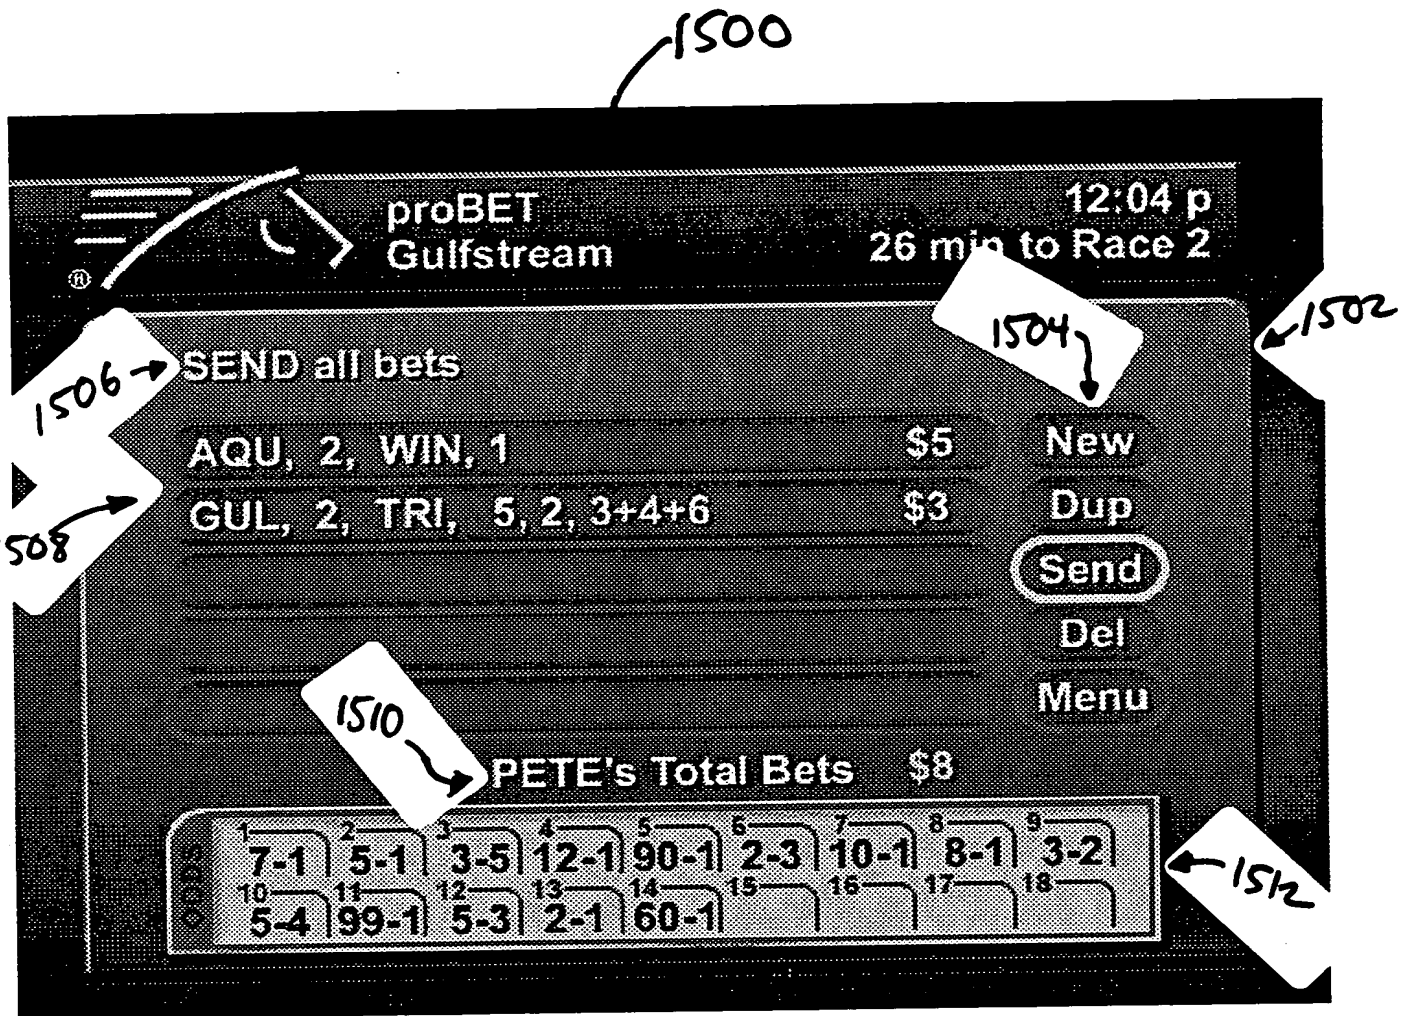 1500
proBET
12:04 p
Gulfstream
26 min to Race 2
®
1504
1502
1506
SEND all bets
AQU, 2, WIN, 1 $5
New
1508
GUL, 2, TRI, 5, 2, 3+4+6 $3
Dup
Send
Del
Menu
1510
PETE's Total Bets $8
ODDS
1 2 3 4 5 6 7 8 9
7-1 5-1 3-5 12-1 90-1 2-3 10-1 8-1 3-2
10 11 12 13 14 15 16 17 18
5-4 99-1 5-3 2-1 60-1
1512